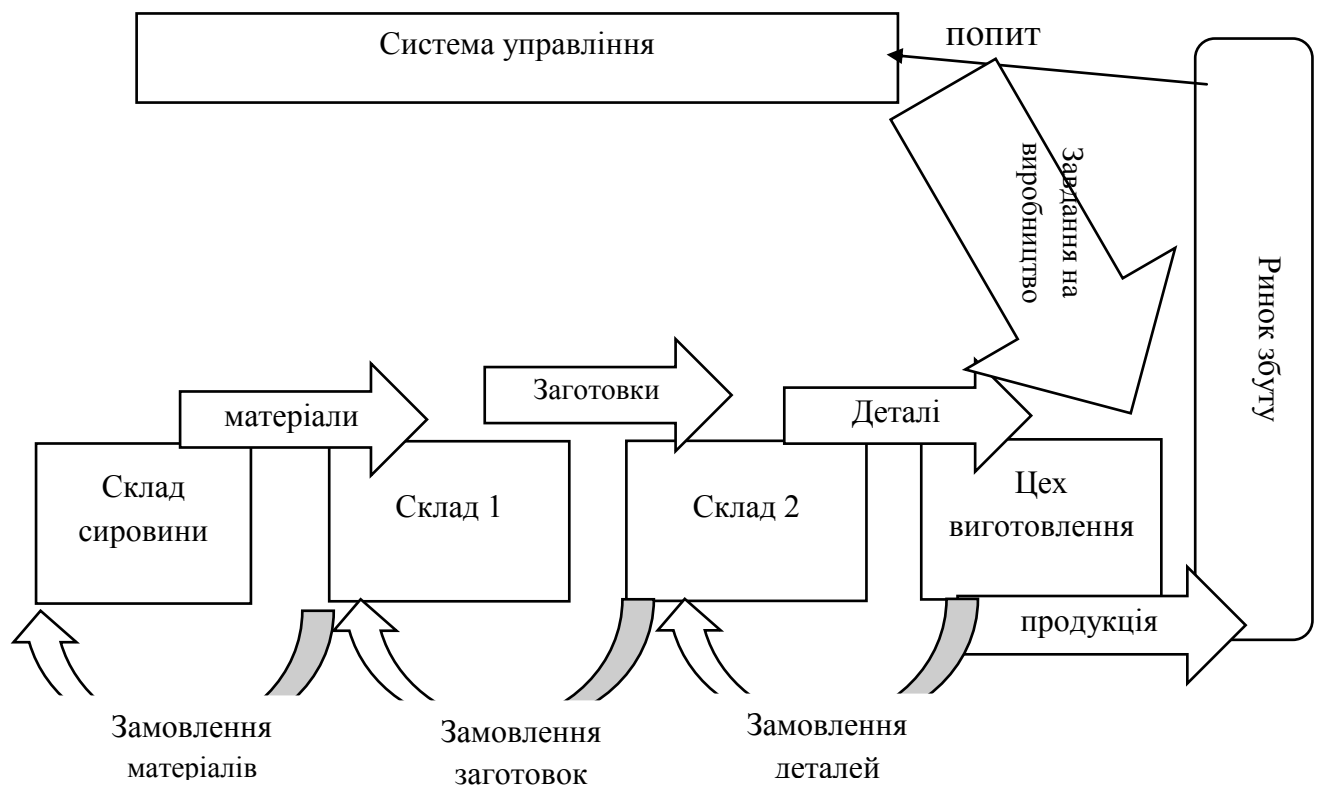 Система управління
попит
Завдання на
виробництво
Ринок збуту
матеріали
Заготовки
Деталі
Склад
сировини
Склад 1
Склад 2
Цех
виготовлення
продукція
Замовлення
матеріалів
Замовлення
заготовок
Замовлення
деталей